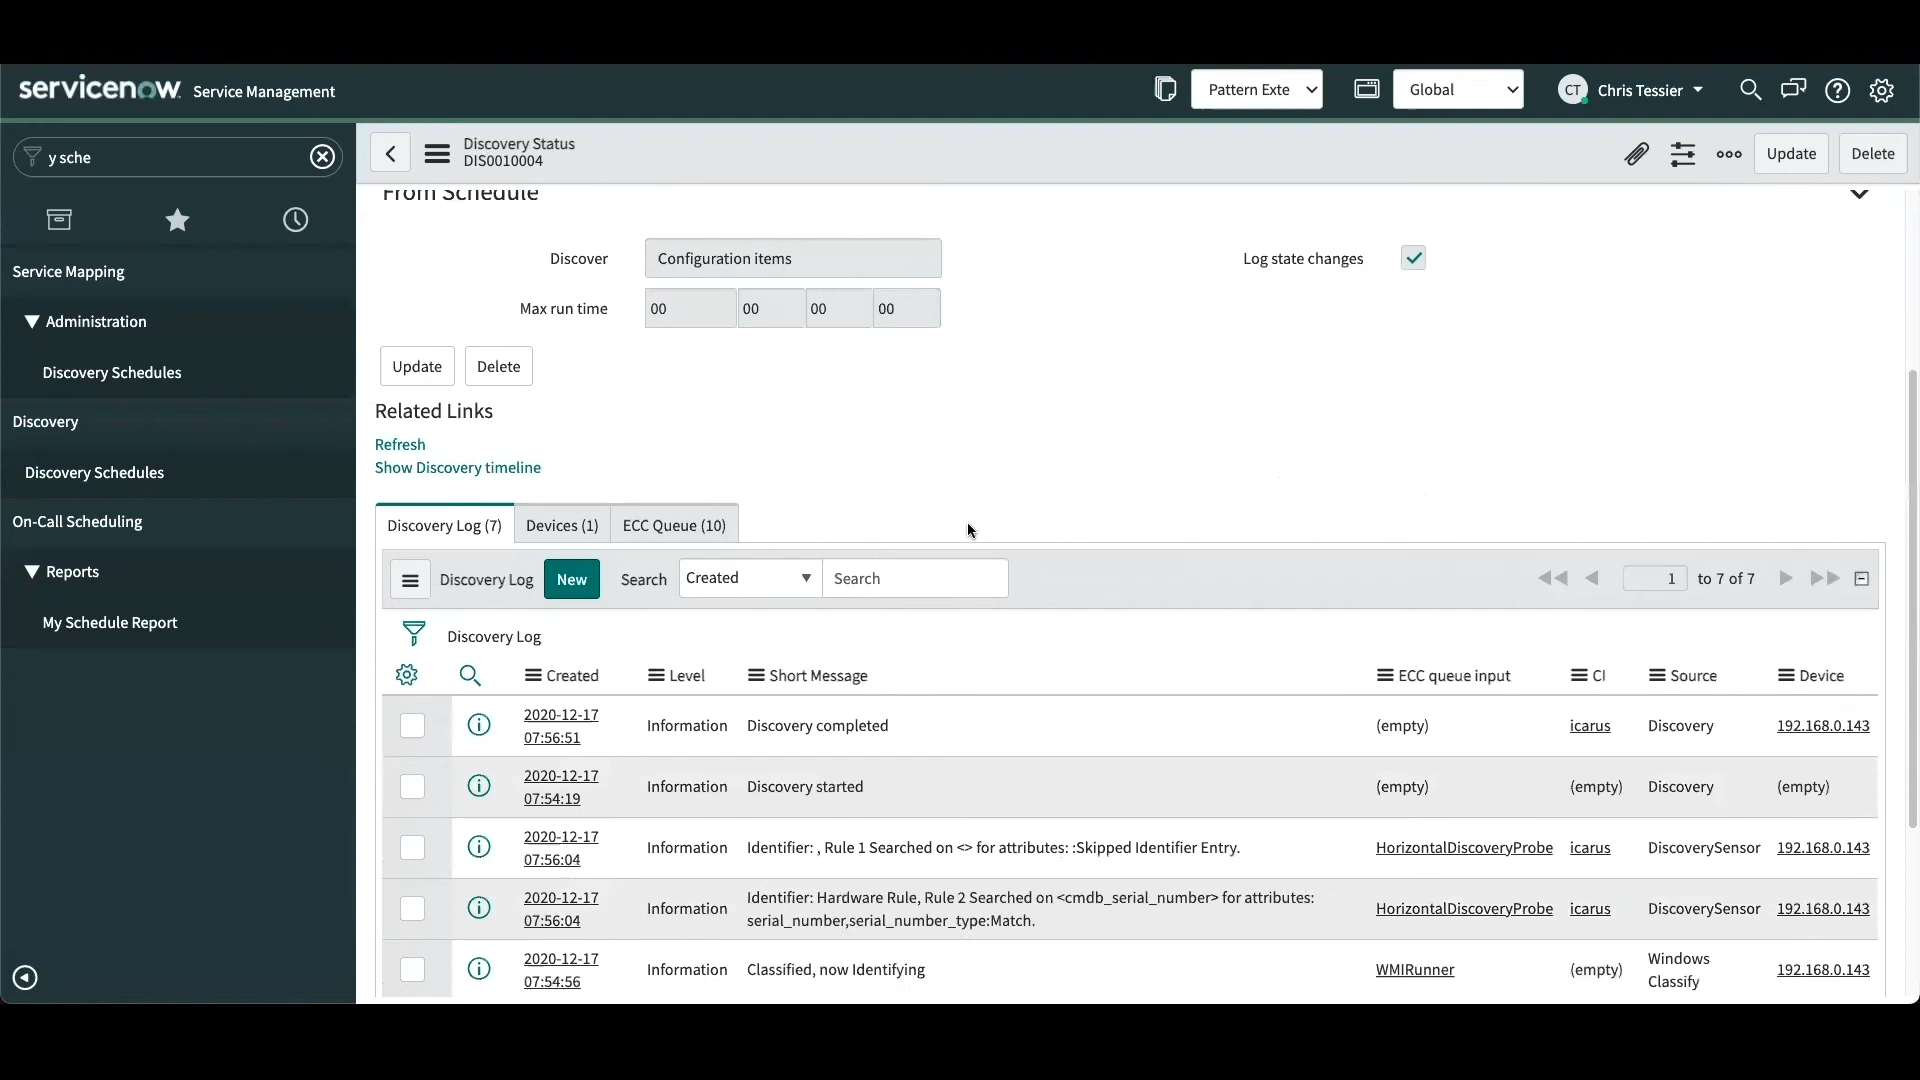 servicenow Service Management
Pattern Exte
Global
CT Chris Tessier
y sche
Discovery Status
DIS0010004
Update Delete
Service Mapping
Administration
Discovery Schedules
Discovery
Discovery Schedules
On-Call Scheduling
Reports
My Schedule Report
From Schedule
Discover Configuration items Log state changes
Max run time 00 00 00 00
Update Delete
Related Links
Refresh
Show Discovery timeline
Discovery Log (7) Devices (1) ECC Queue (10)
Discovery Log New Search Created Search 1 to 7 of 7
Discovery Log
Created Level Short Message ECC queue input CI Source Device
2020-12-17
07:56:51 Information Discovery completed (empty) icarus Discovery 192.168.0.143
2020-12-17
07:54:19 Information Discovery started (empty) (empty) Discovery (empty)
2020-12-17
07:56:04 Information Identifier: , Rule 1 Searched on <> for attributes: :Skipped Identifier Entry. HorizontalDiscoveryProbe icarus DiscoverySensor 192.168.0.143
2020-12-17
07:56:04 Information Identifier: Hardware Rule, Rule 2 Searched on <cmdb_serial_number> for attributes:
serial_number,serial_number_type:Match. HorizontalDiscoveryProbe icarus DiscoverySensor 192.168.0.143
2020-12-17
07:54:56 Information Classified, now Identifying WMIRunner (empty) Windows
Classify 192.168.0.143